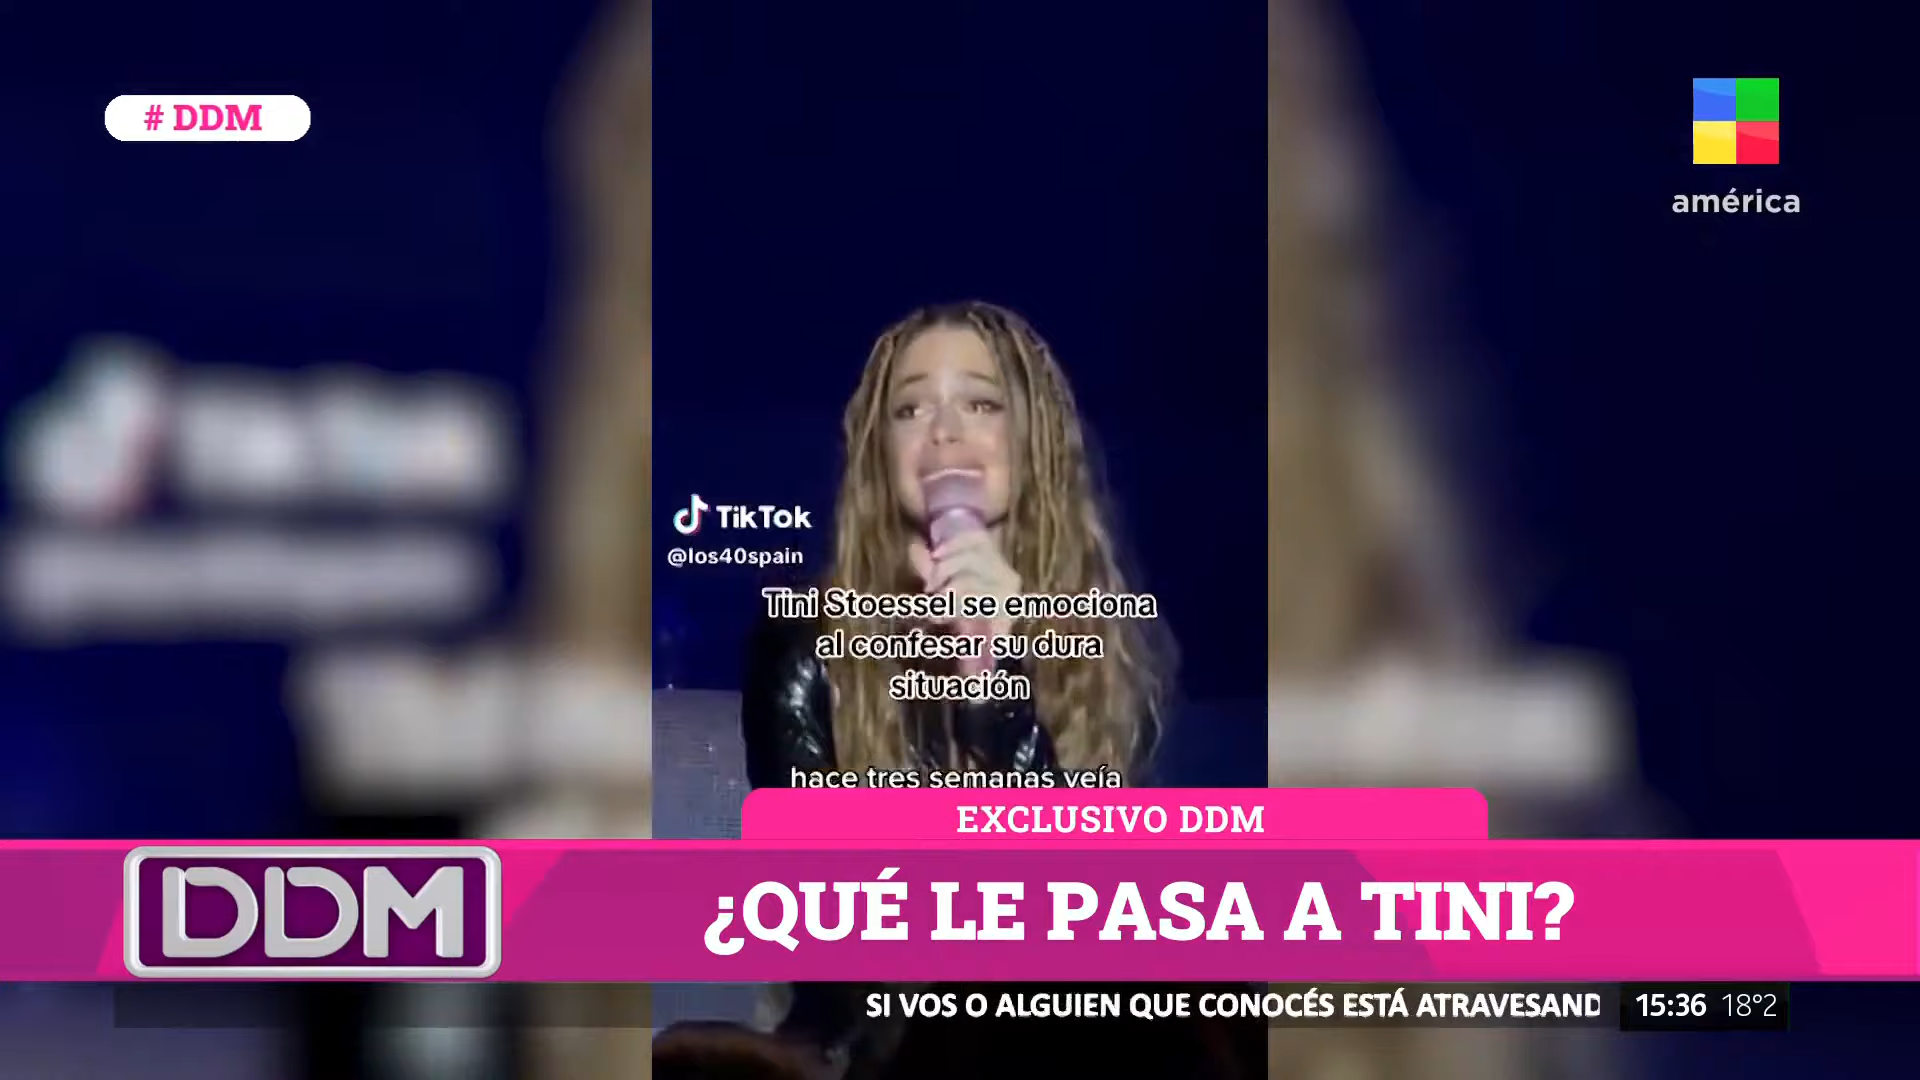 # DDM
américa
TikTok
@los40spain
Tini Stoessel se emociona
al confesar su dura
situación
hace tres semanas veía
EXCLUSIVO DDM
DDM
¿QUÉ LE PASA A TINI?
SI VOS O ALGUIEN QUE CONOCÉS ESTÁ ATRAVESAND
15:36 18°2